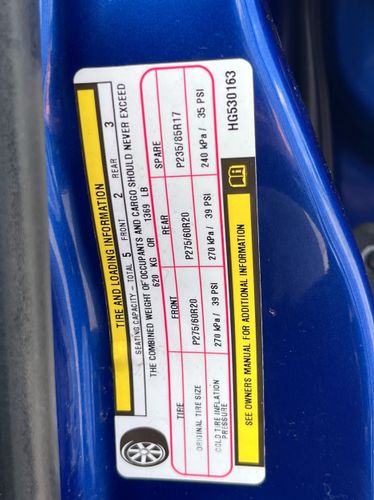 TIRE AND LOADING INFORMATION
SEATING CAPACITY - TOTAL 5 FRONT 2 REAR 3
THE COMBINED WEIGHT OF OCCUPANTS AND CARGO SHOULD NEVER EXCEED
620 KG OR 1369 LB
TIRE FRONT REAR SPARE
ORIGINAL TIRE SIZE P275/60R20 P275/60R20 P235/85R17
COLD TIRE INFLATION PRESSURE 270 kPa / 39 PSI 270 kPa / 39 PSI 240 kPa / 35 PSI
SEE OWNERS MANUAL FOR ADDITIONAL INFORMATION
HG530163